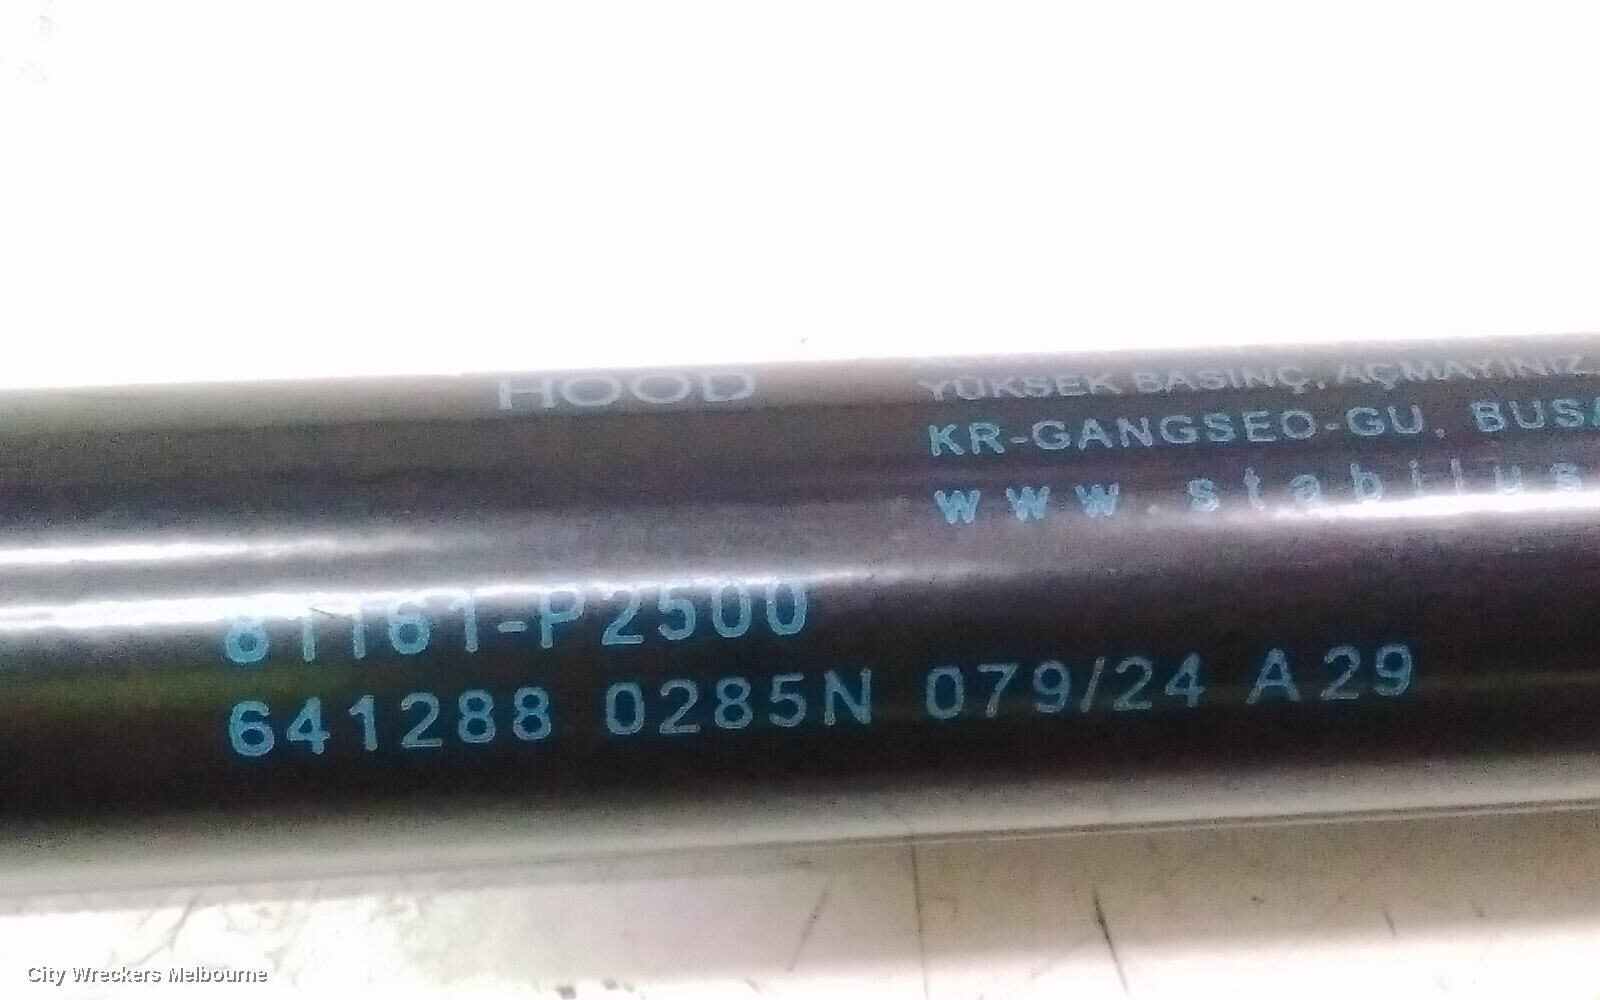 HOOD
YÜKSEK BASINÇ, AÇMAYINIZ
KR-GANGSEO-GU, BUSA
www.stabilus
81161-P2500
641288 0285N 079/24 A29
City Wreckers Melbourne